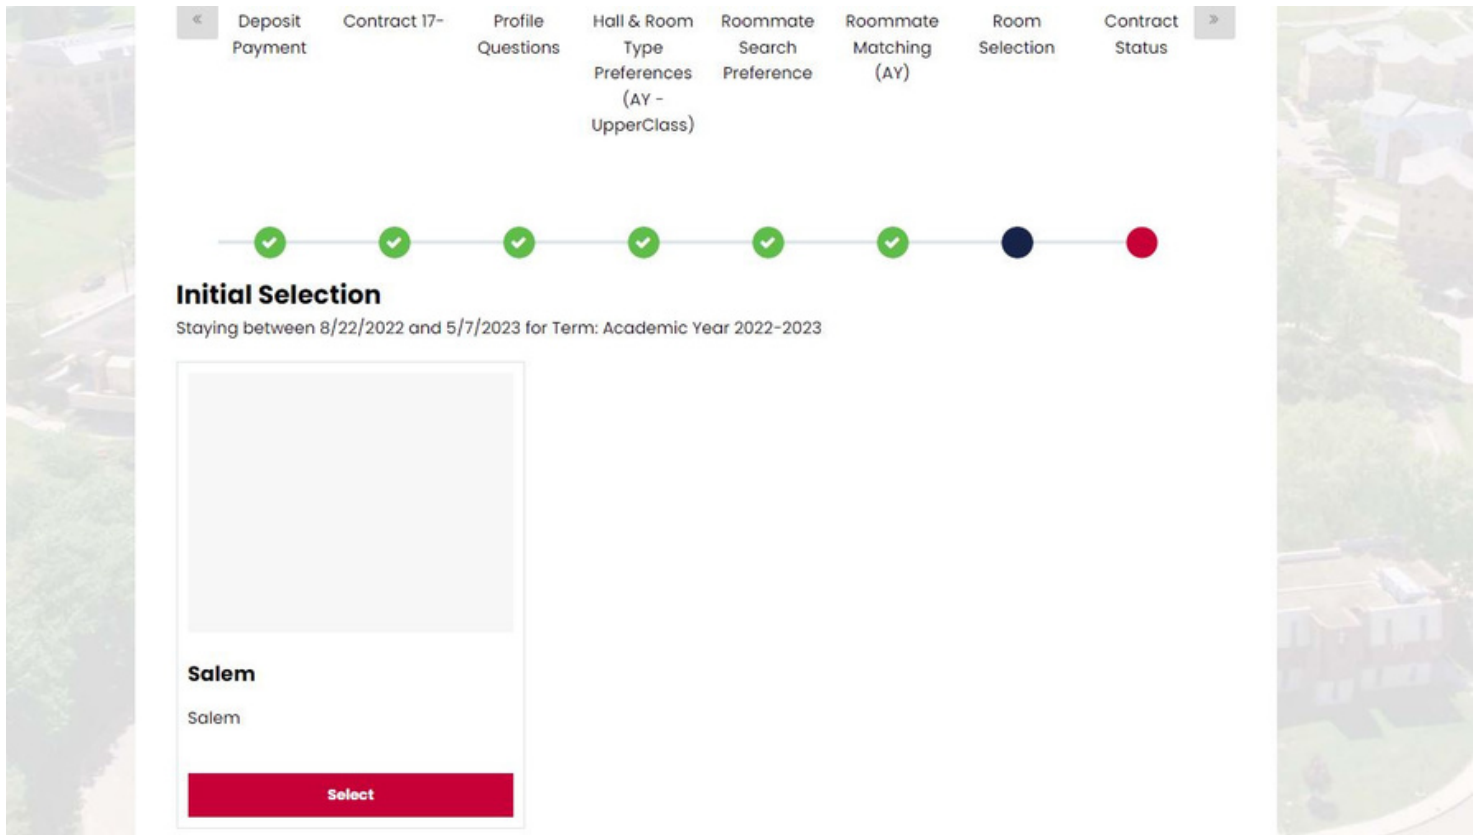 « Deposit Payment
Contract 17-
Profile Questions
Hall & Room Type Preferences (AY - UpperClass)
Roommate Search Preference
Roommate Matching (AY)
Room Selection
Contract Status »
Initial Selection
Staying between 8/22/2022 and 5/7/2023 for Term: Academic Year 2022-2023
Salem
Salem
Select